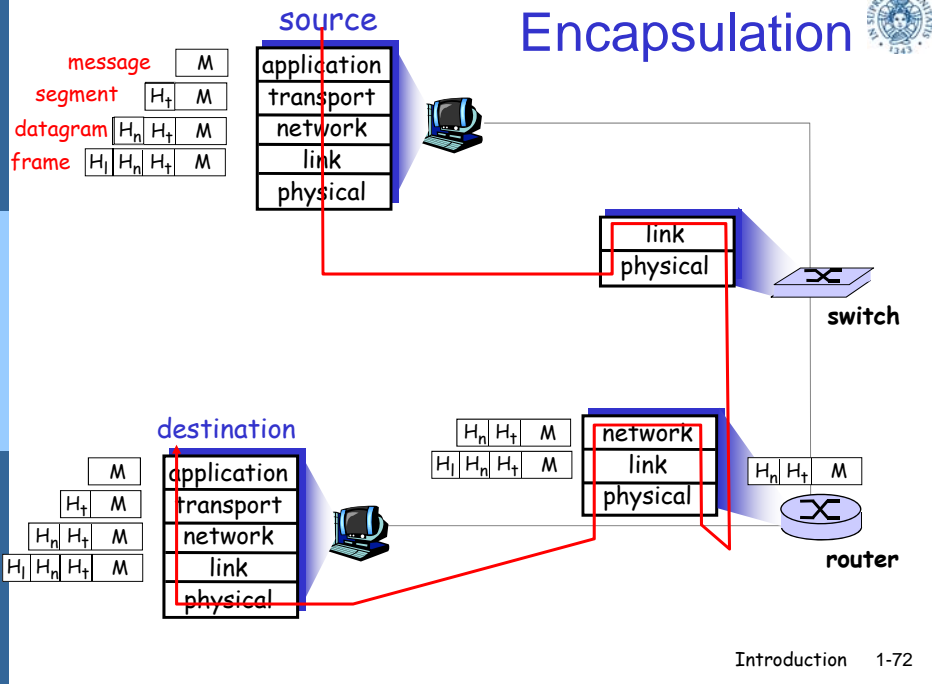 Encapsulation
source
message M
segment Ht M
datagram Hn Ht M
frame Hl Hn Ht M
application
transport
network
link
physical
link
physical
switch
destination
M
Ht M
Hn Ht M
Hl Hn Ht M
application
transport
network
link
physical
Hn Ht M
Hl Hn Ht M
network
link
physical
Hn Ht M
router
Introduction 1-72